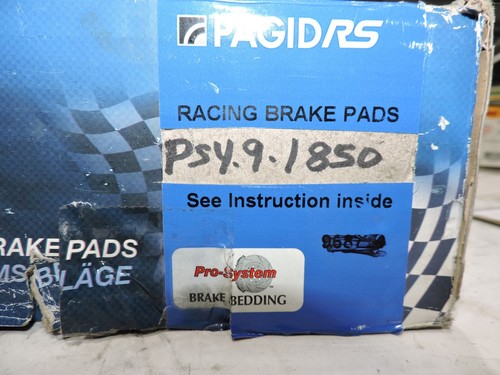 PAGID RS
RACING BRAKE PADS
PSY.9.1850
See Instruction inside
RAKE PADS
MSBLÄGE
Pro-System
BRAKE BEDDING